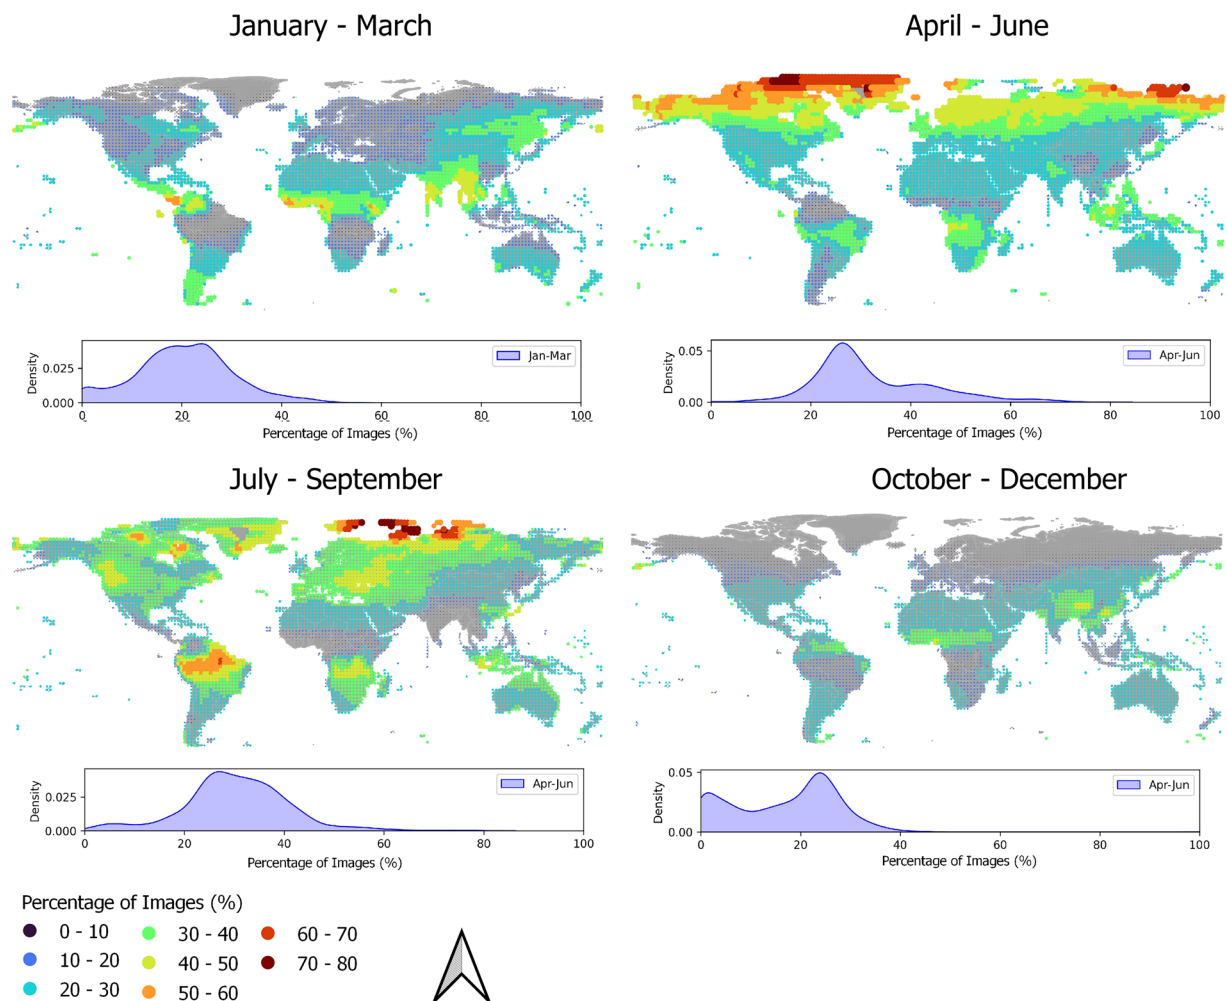 January - March
April - June
Density
0.025
0.000
Jan-Mar
0 20 40 60 80 100
Percentage of Images (%)
Density
0.05
0.00
Apr-Jun
0 20 40 60 80 100
Percentage of Images (%)
July - September
October - December
Density
0.025
0.000
Apr-Jun
0 20 40 60 80 100
Percentage of Images (%)
Density
0.05
0.00
Apr-Jun
0 20 40 60 80 100
Percentage of Images (%)
Percentage of Images (%)
0 - 10
10 - 20
20 - 30
30 - 40
40 - 50
50 - 60
60 - 70
70 - 80